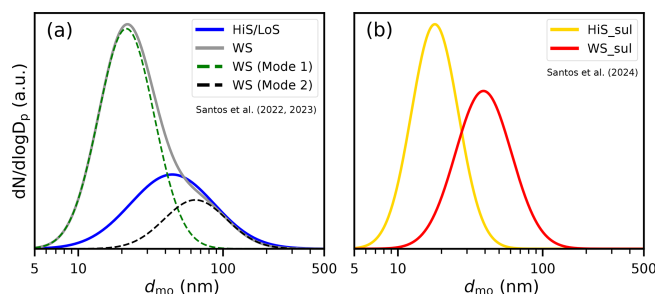 (a)
HiS/LoS
WS
WS (Mode 1)
WS (Mode 2)
Santos et al. (2022, 2023)
dN/dlogDp (a.u.)
5 10 100 500
dmo (nm)
(b)
HiS_sul
WS_sul
Santos et al. (2024)
5 10 100 500
dmo (nm)